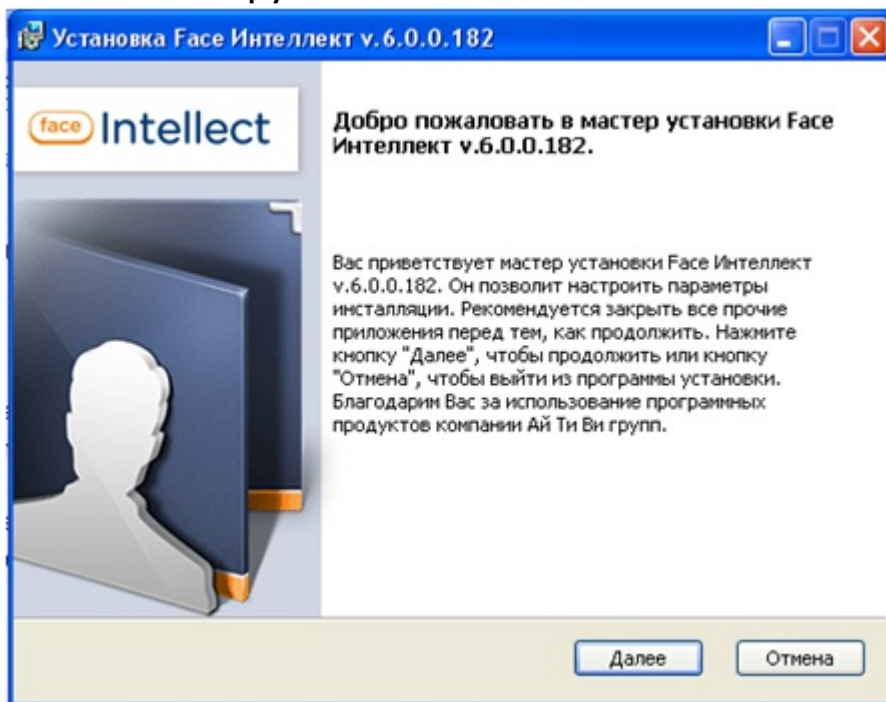 Установка Face Интеллект v.6.0.0.182
face Intellect
Добро пожаловать в мастер установки Face
Интеллект v.6.0.0.182.
Вас приветствует мастер установки Face Интеллект
v.6.0.0.182. Он позволит настроить параметры
инсталляции. Рекомендуется закрыть все прочие
приложения перед тем, как продолжить. Нажмите
кнопку "Далее", чтобы продолжить или кнопку
"Отмена", чтобы выйти из программы установки.
Благодарим Вас за использование программных
продуктов компании Ай Ти Ви групп.
Далее
Отмена